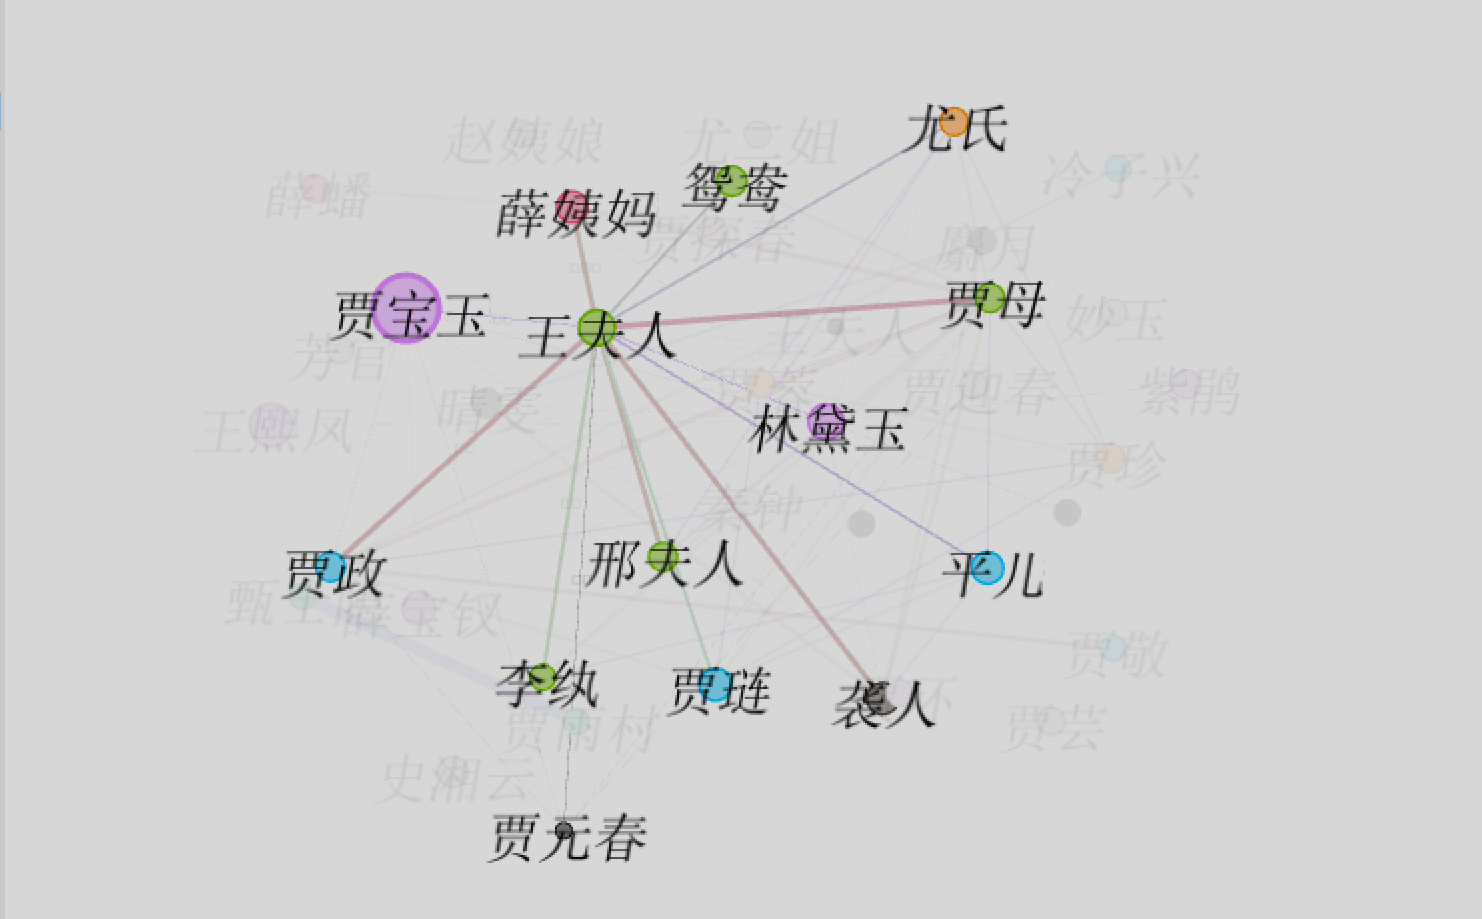 赵姨娘
尤二姐
尤氏
冷子兴
薛蟠
薛姨妈
鸳鸯
贾探春
麝月
贾宝玉
王夫人
贾母
妙玉
芳官
王夫人
贾蓉
贾迎春
紫鹃
王熙凤
晴雯
林黛玉
贾珍
秦钟
贾政
邢夫人
平儿
甄士隐
薛宝钗
贾敬
李纨
贾琏
袭人
贾雨村
贾芸
史湘云
贾元春